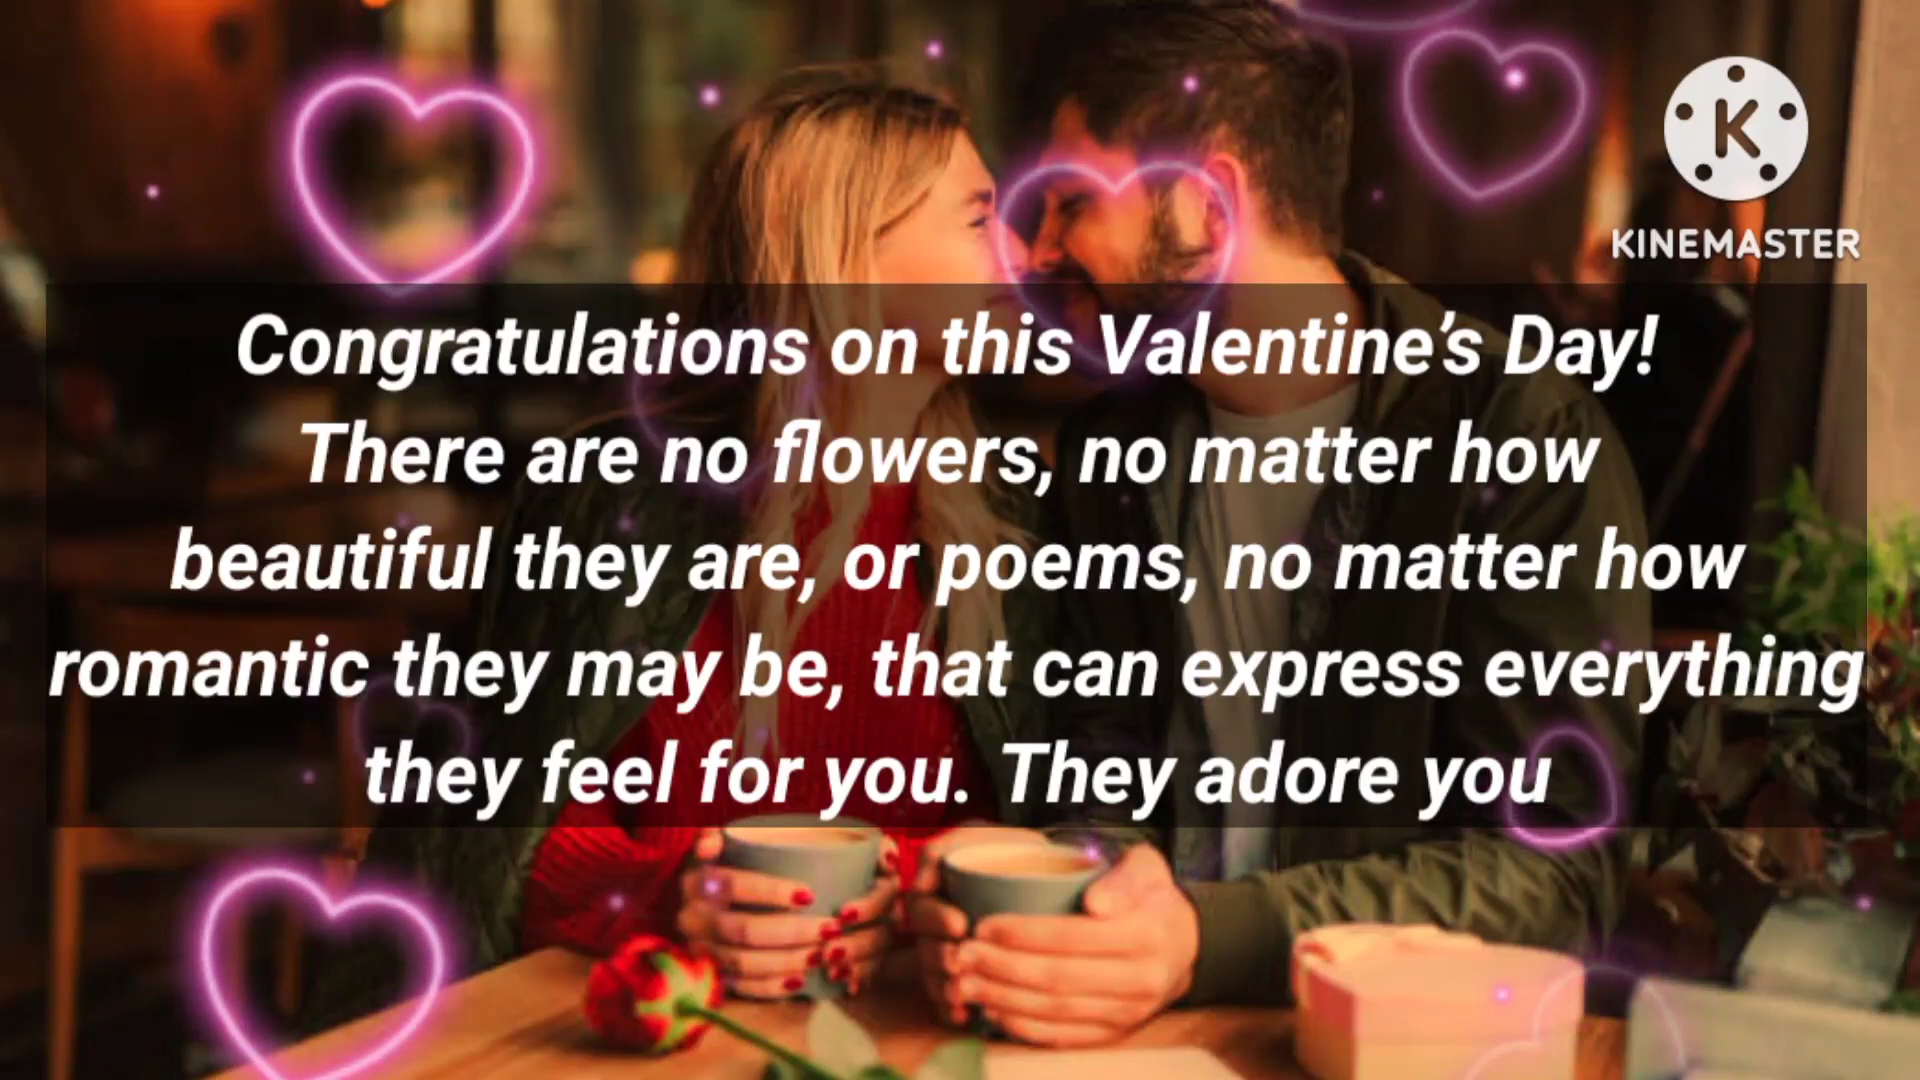 K
KINEMASTER
Congratulations on this Valentine’s Day!
There are no flowers, no matter how
beautiful they are, or poems, no matter how
romantic they may be, that can express everything
they feel for you. They adore you